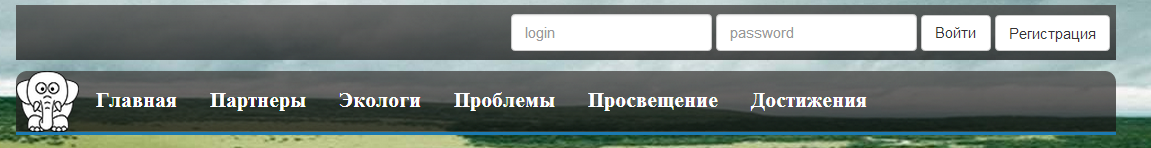 login password Войти Регистрация
Главная Партнеры Экологи Проблемы Просвещение Достижения